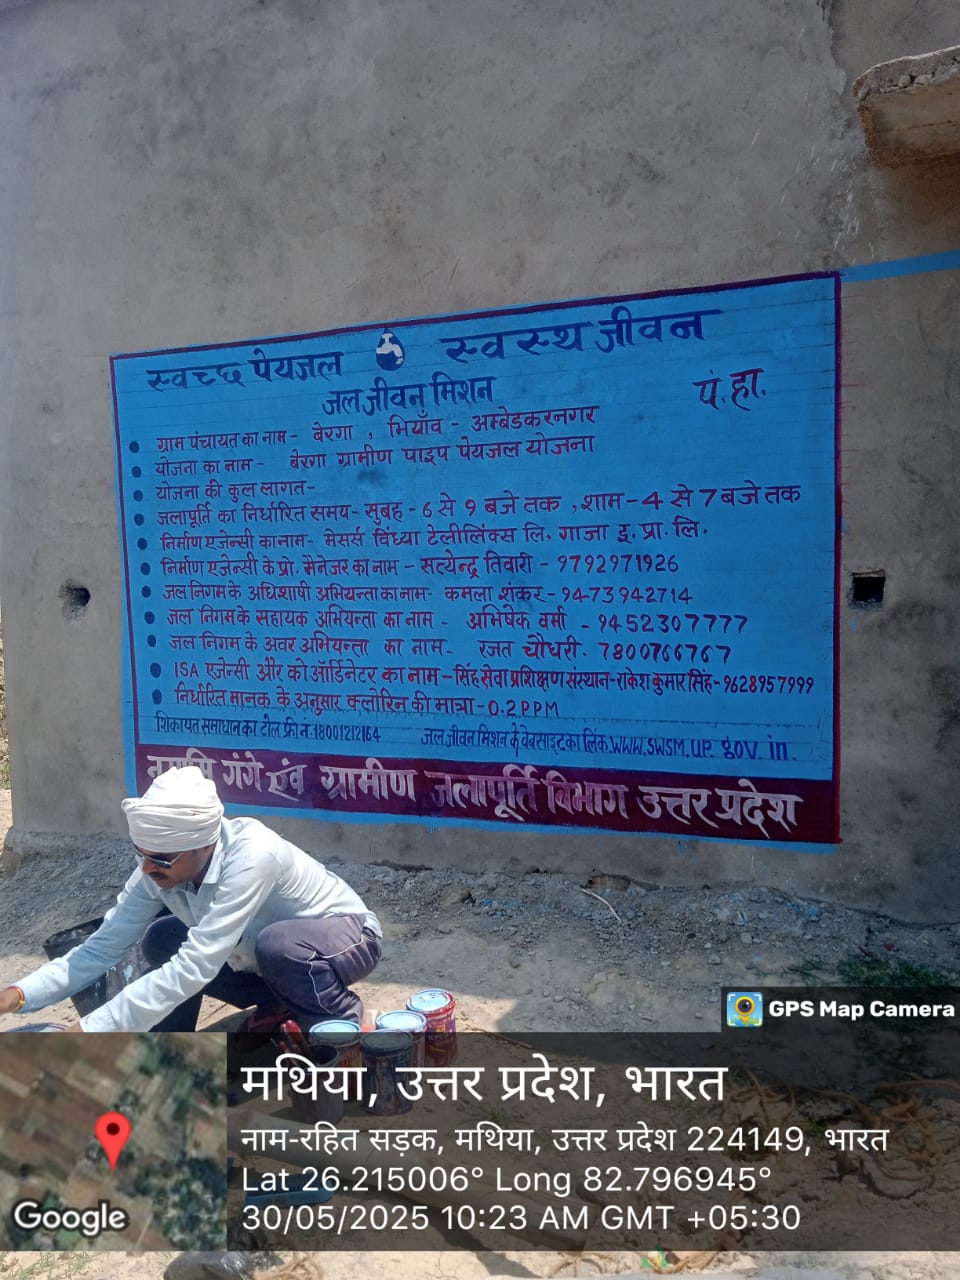 स्वच्छ पेयजल स्वस्थ जीवन
जल जीवन मिशन
पं. हा.
ग्राम पंचायत का नाम- बेरगा , भियाँव - अम्बेडकरनगर
योजना का नाम- बेरगा ग्रामीण पाइप पेयजल योजना
योजना की कुल लागत-
जलापूर्ति का निर्धारित समय- सुबह - 6 से 9 बजे तक , शाम - 4 से 7 बजे तक
निर्माण एजेन्सी का नाम- मेसर्स विंध्या टेलीलिंक्स लि. गाजा इ. प्रा. लि.
निर्माण एजेन्सी के प्रो. मैनेजर का नाम - सत्येन्द्र तिवारी - 9792971926
जल निगम के अधिशाषी अभियन्ता का नाम- कमला शंकर - 9473942714
जल निगम के सहायक अभियन्ता का नाम - अभिषेक वर्मा - 9452307777
जल निगम के अवर अभियन्ता का नाम- रजत चौधरी. 7800766767
ISA एजेन्सी और को ऑर्डिनेटर का नाम - सिंह सेवा प्रशिक्षण संस्थान - राकेश कुमार सिंह - 9628957999
निर्धारित मानक के अनुसार क्लोरिन की मात्रा - 0.2 PPM
शिकायत समाधान का टोल फ्री नं. 18001212164 जल जीवन मिशन के वेबसाइट का लिंक. www.swsm.up.gov.in.
नमामि गंगे एंव ग्रामीण जलापूर्ति विभाग उत्तर प्रदेश
GPS Map Camera
मथिया, उत्तर प्रदेश, भारत
नाम-रहित सड़क, मथिया, उत्तर प्रदेश 224149, भारत
Lat 26.215006° Long 82.796945°
30/05/2025 10:23 AM GMT +05:30
Google